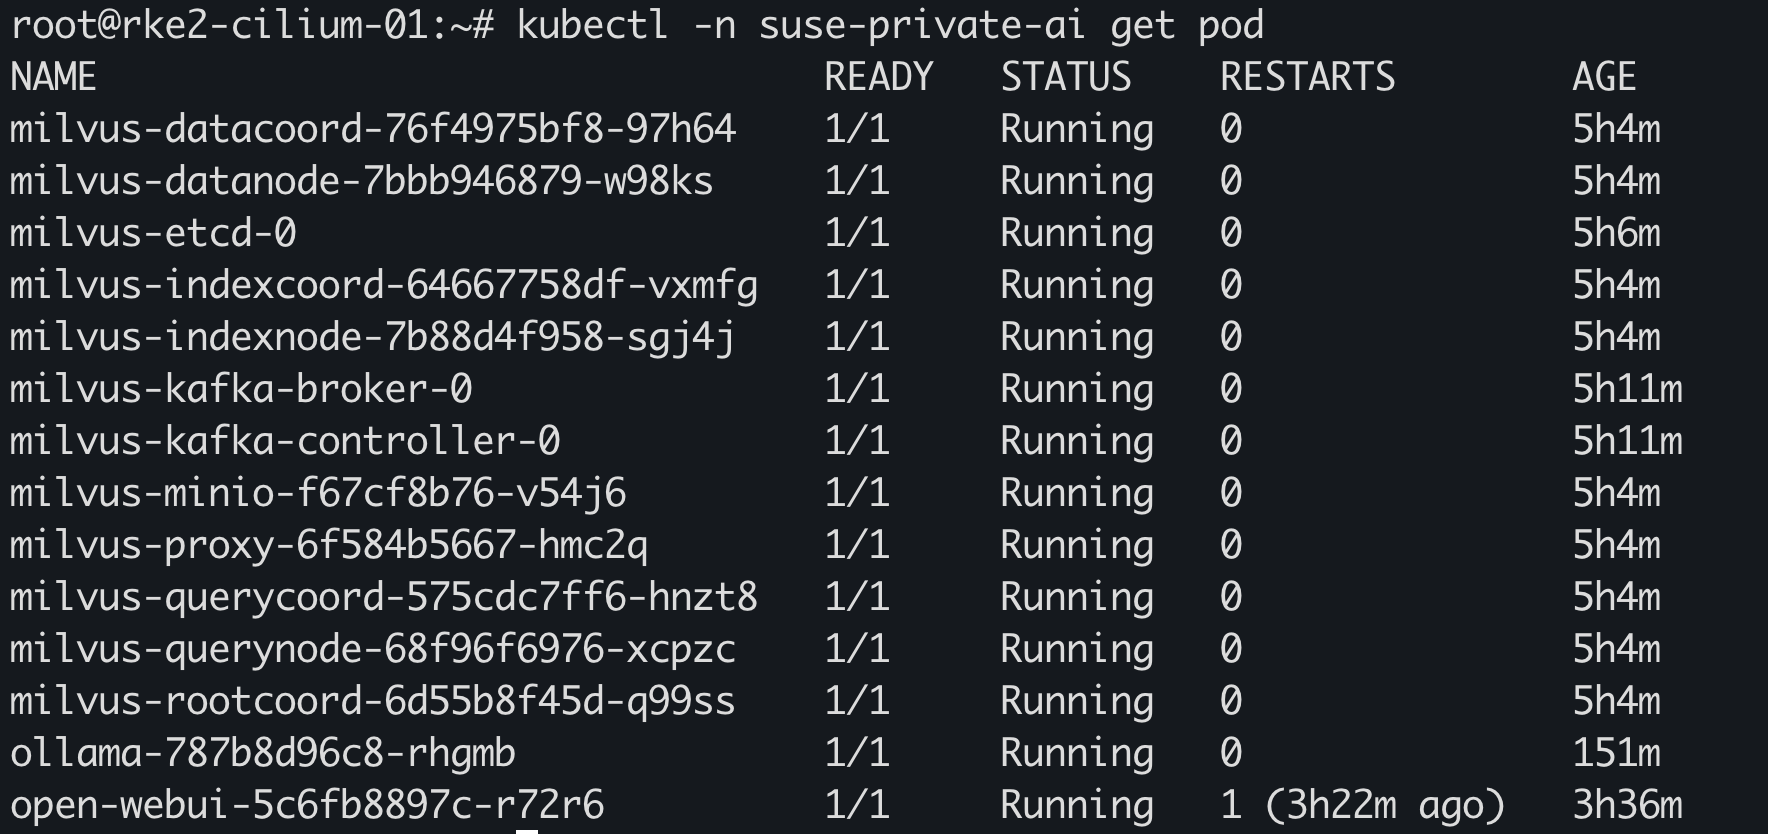 root@rke2-cilium-01:~# kubectl -n suse-private-ai get pod
NAME READY STATUS RESTARTS AGE
milvus-datacoord-76f4975bf8-97h64 1/1 Running 0 5h4m
milvus-datanode-7bbb946879-w98ks 1/1 Running 0 5h4m
milvus-etcd-0 1/1 Running 0 5h6m
milvus-indexcoord-64667758df-vxmfg 1/1 Running 0 5h4m
milvus-indexnode-7b88d4f958-sgj4j 1/1 Running 0 5h4m
milvus-kafka-broker-0 1/1 Running 0 5h11m
milvus-kafka-controller-0 1/1 Running 0 5h11m
milvus-minio-f67cf8b76-v54j6 1/1 Running 0 5h4m
milvus-proxy-6f584b5667-hmc2q 1/1 Running 0 5h4m
milvus-querycoord-575cdc7ff6-hnzt8 1/1 Running 0 5h4m
milvus-querynode-68f96f6976-xcpzc 1/1 Running 0 5h4m
milvus-rootcoord-6d55b8f45d-q99ss 1/1 Running 0 5h4m
ollama-787b8d96c8-rhgmb 1/1 Running 0 151m
open-webui-5c6fb8897c-r72r6 1/1 Running 1 (3h22m ago) 3h36m